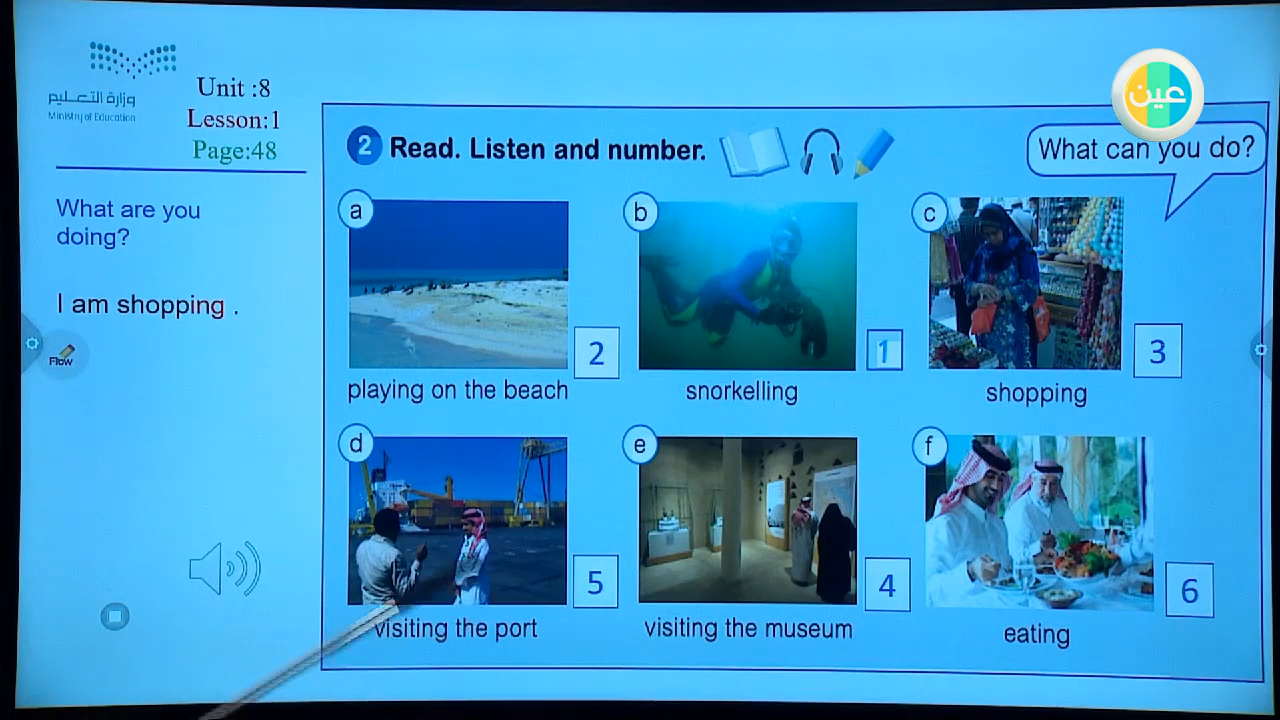 وزارة التعليم
Ministry of Education
Unit :8
Lesson:1
Page:48
What are you
doing?
I am shopping .
Flow
2 Read. Listen and number.
What can you do?
عين
a
2
playing on the beach
b
1
snorkelling
c
3
shopping
d
5
visiting the port
e
4
visiting the museum
f
6
eating